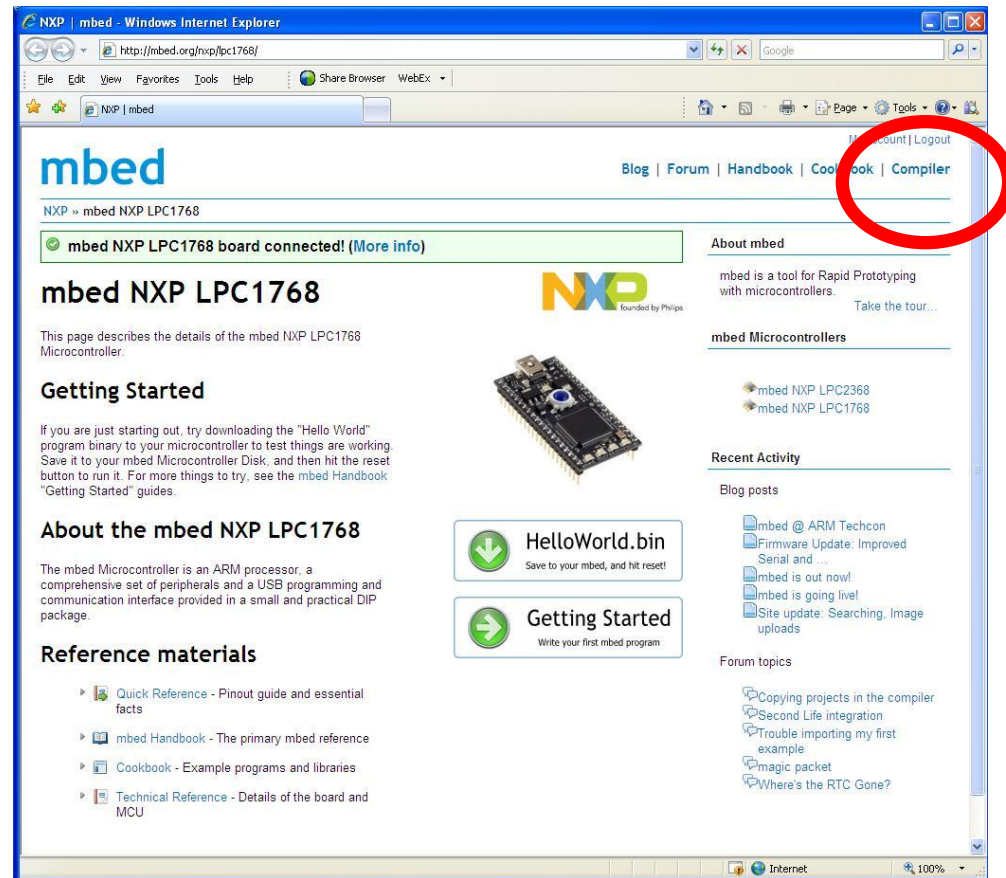 NXP | mbed - Windows Internet Explorer
http://mbed.org/nxp/lpc1768/
Google
File Edit View Favorites Tools Help Share Browser WebEx
NXP | mbed
Page Tools
Account | Logout
mbed
Blog | Forum | Handbook | Cookbook | Compiler
NXP » mbed NXP LPC1768
mbed NXP LPC1768 board connected! (More info)
mbed NXP LPC1768
NXP
founded by Philips
This page describes the details of the mbed NXP LPC1768
Microcontroller.
Getting Started
If you are just starting out, try downloading the "Hello World"
program binary to your microcontroller to test things are working.
Save it to your mbed Microcontroller Disk, and then hit the reset
button to run it. For more things to try, see the mbed Handbook
"Getting Started" guides.
About the mbed NXP LPC1768
The mbed Microcontroller is an ARM processor, a
comprehensive set of peripherals and a USB programming and
communication interface provided in a small and practical DIP
package.
HelloWorld.bin
Save to your mbed, and hit reset!
Getting Started
Write your first mbed program
Reference materials
Quick Reference - Pinout guide and essential
facts
mbed Handbook - The primary mbed reference
Cookbook - Example programs and libraries
Technical Reference - Details of the board and
MCU
About mbed
mbed is a tool for Rapid Prototyping
with microcontrollers.
Take the tour...
mbed Microcontrollers
mbed NXP LPC2368
mbed NXP LPC1768
Recent Activity
Blog posts
mbed @ ARM Techcon
Firmware Update: Improved
Serial and ...
mbed is out now!
mbed is going live!
Site update: Searching, Image
uploads
Forum topics
Copying projects in the compiler
Second Life integration
Trouble importing my first
example
magic packet
Where's the RTC Gone?
Internet
100%